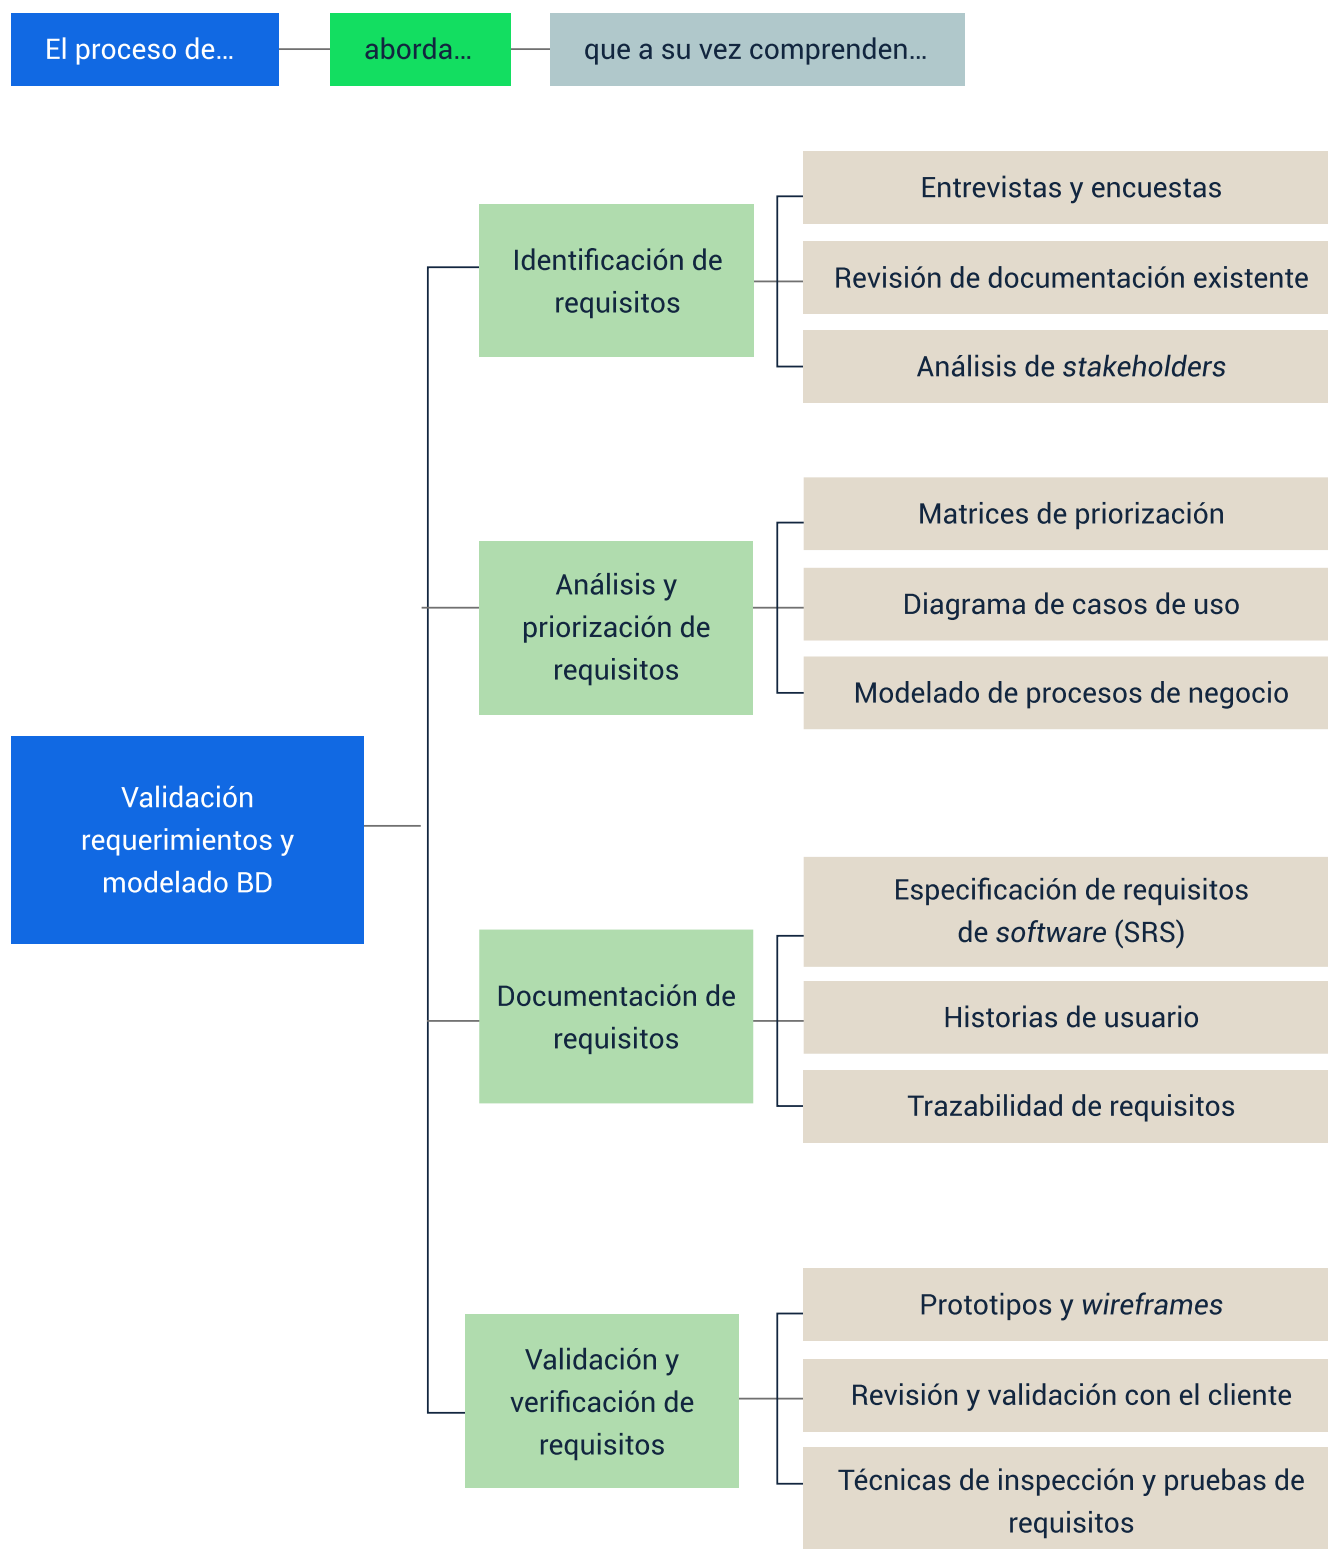 El proceso de...
aborda...
que a su vez comprenden...
Validación
requerimientos y
modelado BD
Identificación de
requisitos
Entrevistas y encuestas
Revisión de documentación existente
Análisis de stakeholders
Análisis y
priorización de
requisitos
Matrices de priorización
Diagrama de casos de uso
Modelado de procesos de negocio
Documentación de
requisitos
Especificación de requisitos
de software (SRS)
Historias de usuario
Trazabilidad de requisitos
Validación y
verificación de
requisitos
Prototipos y wireframes
Revisión y validación con el cliente
Técnicas de inspección y pruebas de
requisitos